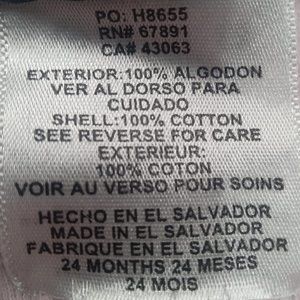 PO: H8655
RN# 67891
CA# 43063
EXTERIOR:100% ALGODON
VER AL DORSO PARA
CUIDADO
SHELL:100% COTTON
SEE REVERSE FOR CARE
EXTERIEUR:
100% COTON
VOIR AU VERSO POUR SOINS
HECHO EN EL SALVADOR
MADE IN EL SALVADOR
FABRIQUE EN EL SALVADOR
24 MONTHS 24 MESES
24 MOIS